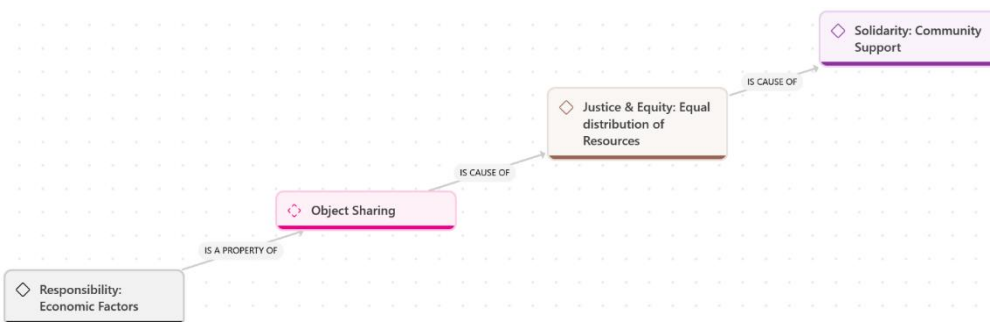 Solidarity: Community
Support
IS CAUSE OF
Justice & Equity: Equal
distribution of
Resources
IS CAUSE OF
Object Sharing
IS A PROPERTY OF
Responsibility:
Economic Factors